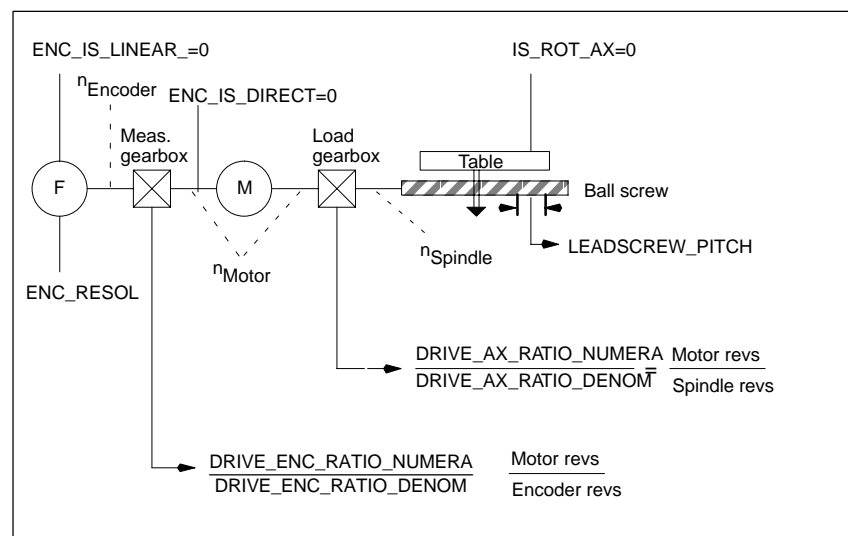 ENC_IS_LINEAR_=0
IS_ROT_AX=0
nEncoder
ENC_IS_DIRECT=0
Meas.
gearbox
Load
gearbox
Table
F
M
Ball screw
nSpindle
LEADSCREW_PITCH
nMotor
ENC_RESOL
DRIVE_AX_RATIO_NUMERA
DRIVE_AX_RATIO_DENOM
=
Motor revs
Spindle revs
DRIVE_ENC_RATIO_NUMERA
DRIVE_ENC_RATIO_DENOM
Motor revs
Encoder revs